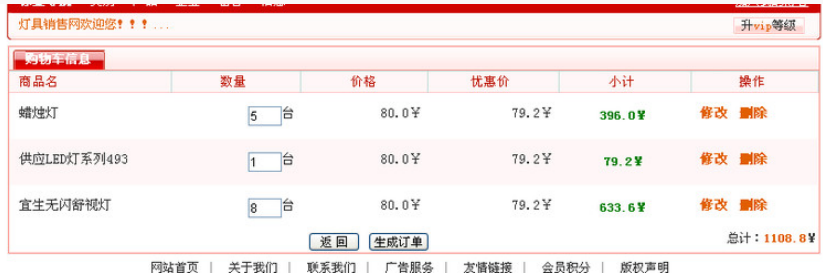 灯具销售网欢迎您！！！...
升vip等级
购物车信息
商品名 数量 价格 优惠价 小计 操作
蜡烛灯 5 台 80.0¥ 79.2¥ 396.0¥ 修改 删除
供应LED灯系列493 1 台 80.0¥ 79.2¥ 79.2¥ 修改 删除
宜生无闪舒视灯 8 台 80.0¥ 79.2¥ 633.6¥ 修改 删除
返 回 生成订单 总计：1108.8¥
网站首页 | 关于我们 | 联系我们 | 广告服务 | 友情链接 | 会员积分 | 版权声明